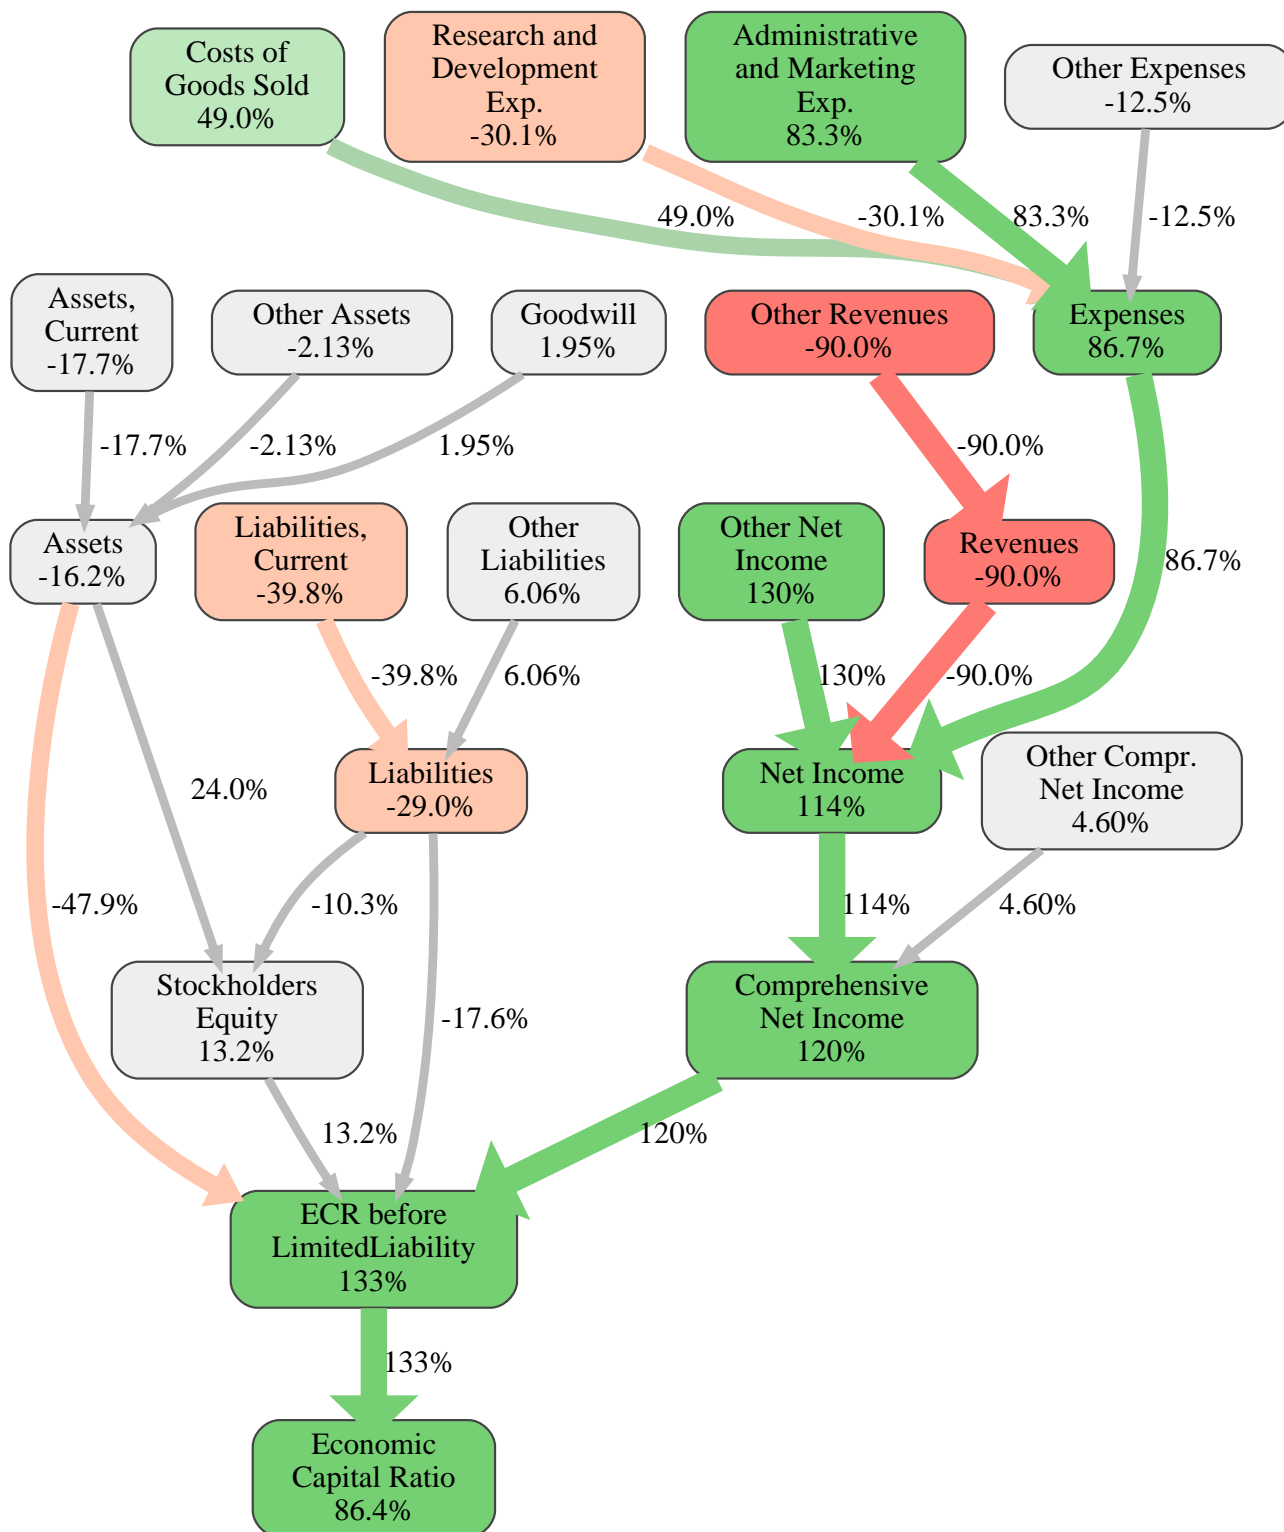 Costs of
Goods Sold
49.0%
Research and
Development
Exp.
-30.1%
Administrative
and Marketing
Exp.
83.3%
Other Expenses
-12.5%
49.0%
-30.1%
83.3%
-12.5%
Assets,
Current
-17.7%
Other Assets
-2.13%
Goodwill
1.95%
Other Revenues
-90.0%
Expenses
86.7%
-17.7%
-2.13%
1.95%
-90.0%
Assets
-16.2%
Liabilities,
Current
-39.8%
Other
Liabilities
6.06%
Other Net
Income
130%
Revenues
-90.0%
86.7%
-39.8%
6.06%
130%
-90.0%
24.0%
Liabilities
-29.0%
Net Income
114%
Other Compr.
Net Income
4.60%
-47.9%
-10.3%
114%
4.60%
Stockholders
Equity
13.2%
-17.6%
Comprehensive
Net Income
120%
13.2%
120%
ECR before
LimitedLiability
133%
133%
Economic
Capital Ratio
86.4%